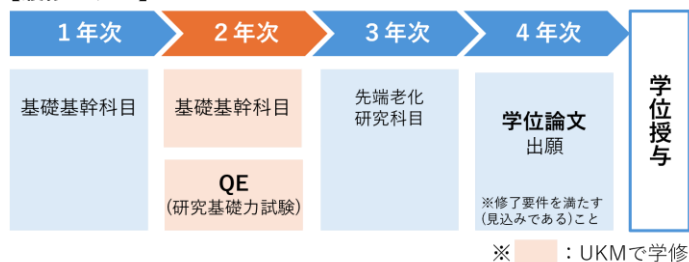 1年次
2年次
3年次
4年次
基礎基幹科目
基礎基幹科目
QE
(研究基礎力試験)
先端老化
研究科目
学位論文
出願
※修了要件を満たす
(見込みである)こと
学位授与
※　：UKMで学修